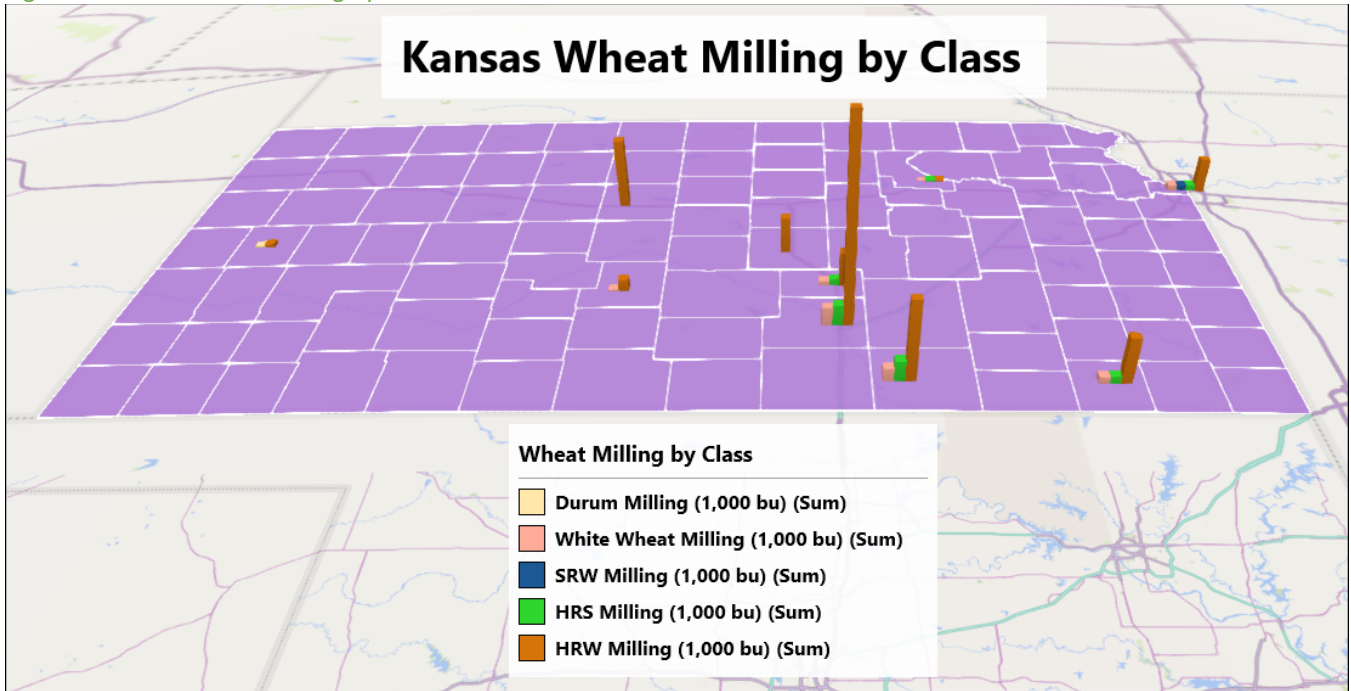 Kansas Wheat Milling by Class
Wheat Milling by Class
Durum Milling (1,000 bu) (Sum)
White Wheat Milling (1,000 bu) (Sum)
SRW Milling (1,000 bu) (Sum)
HRS Milling (1,000 bu) (Sum)
HRW Milling (1,000 bu) (Sum)